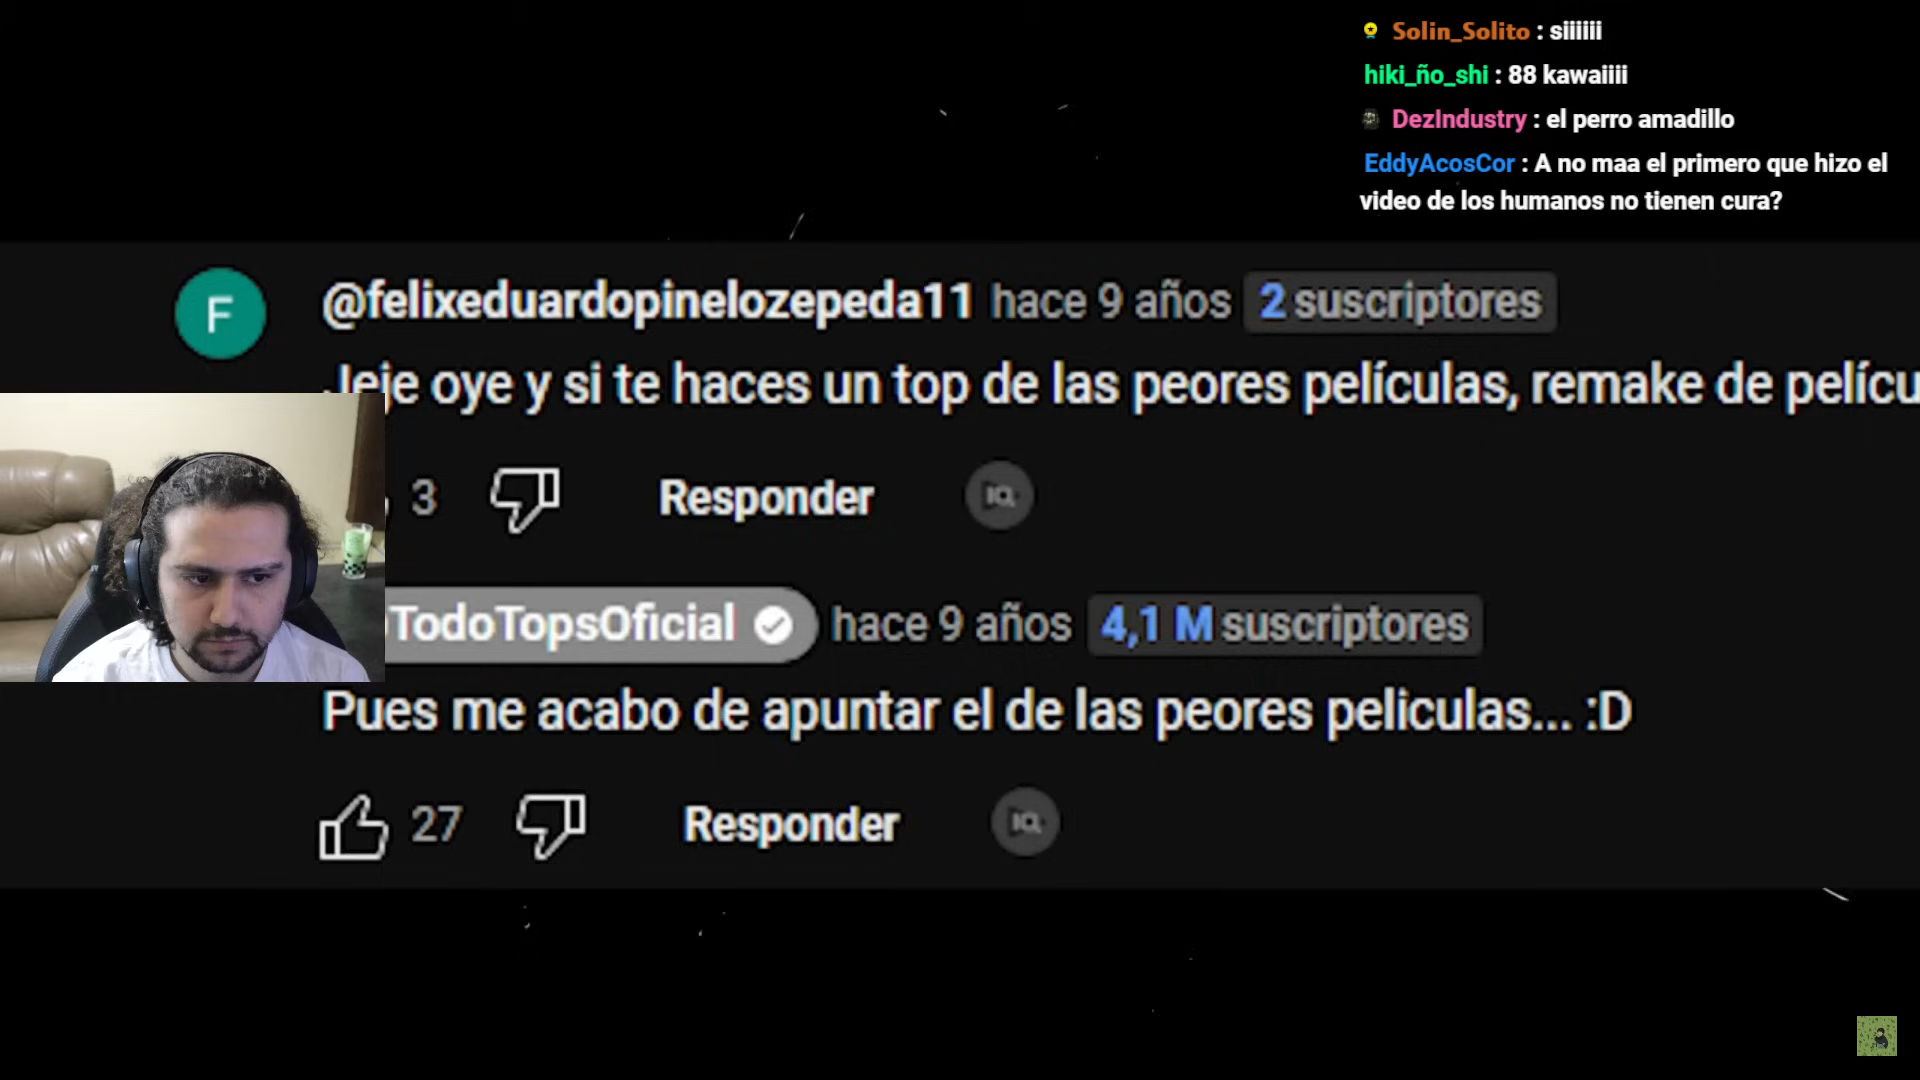 Solin_Solito : siiiiii
hiki_ño_shi : 88 kawaiiii
DezIndustry : el perro amadillo
EddyAcosCor : A no maa el primero que hizo el
video de los humanos no tienen cura?
F
@felixeduardopinelozepeda11 hace 9 años 2 suscriptores
Jeje oye y si te haces un top de las peores películas, remake de pelícu
3 Responder IQ
TodoTopsOficial hace 9 años 4,1 M suscriptores
Pues me acabo de apuntar el de las peores peliculas... :D
27 Responder IQ